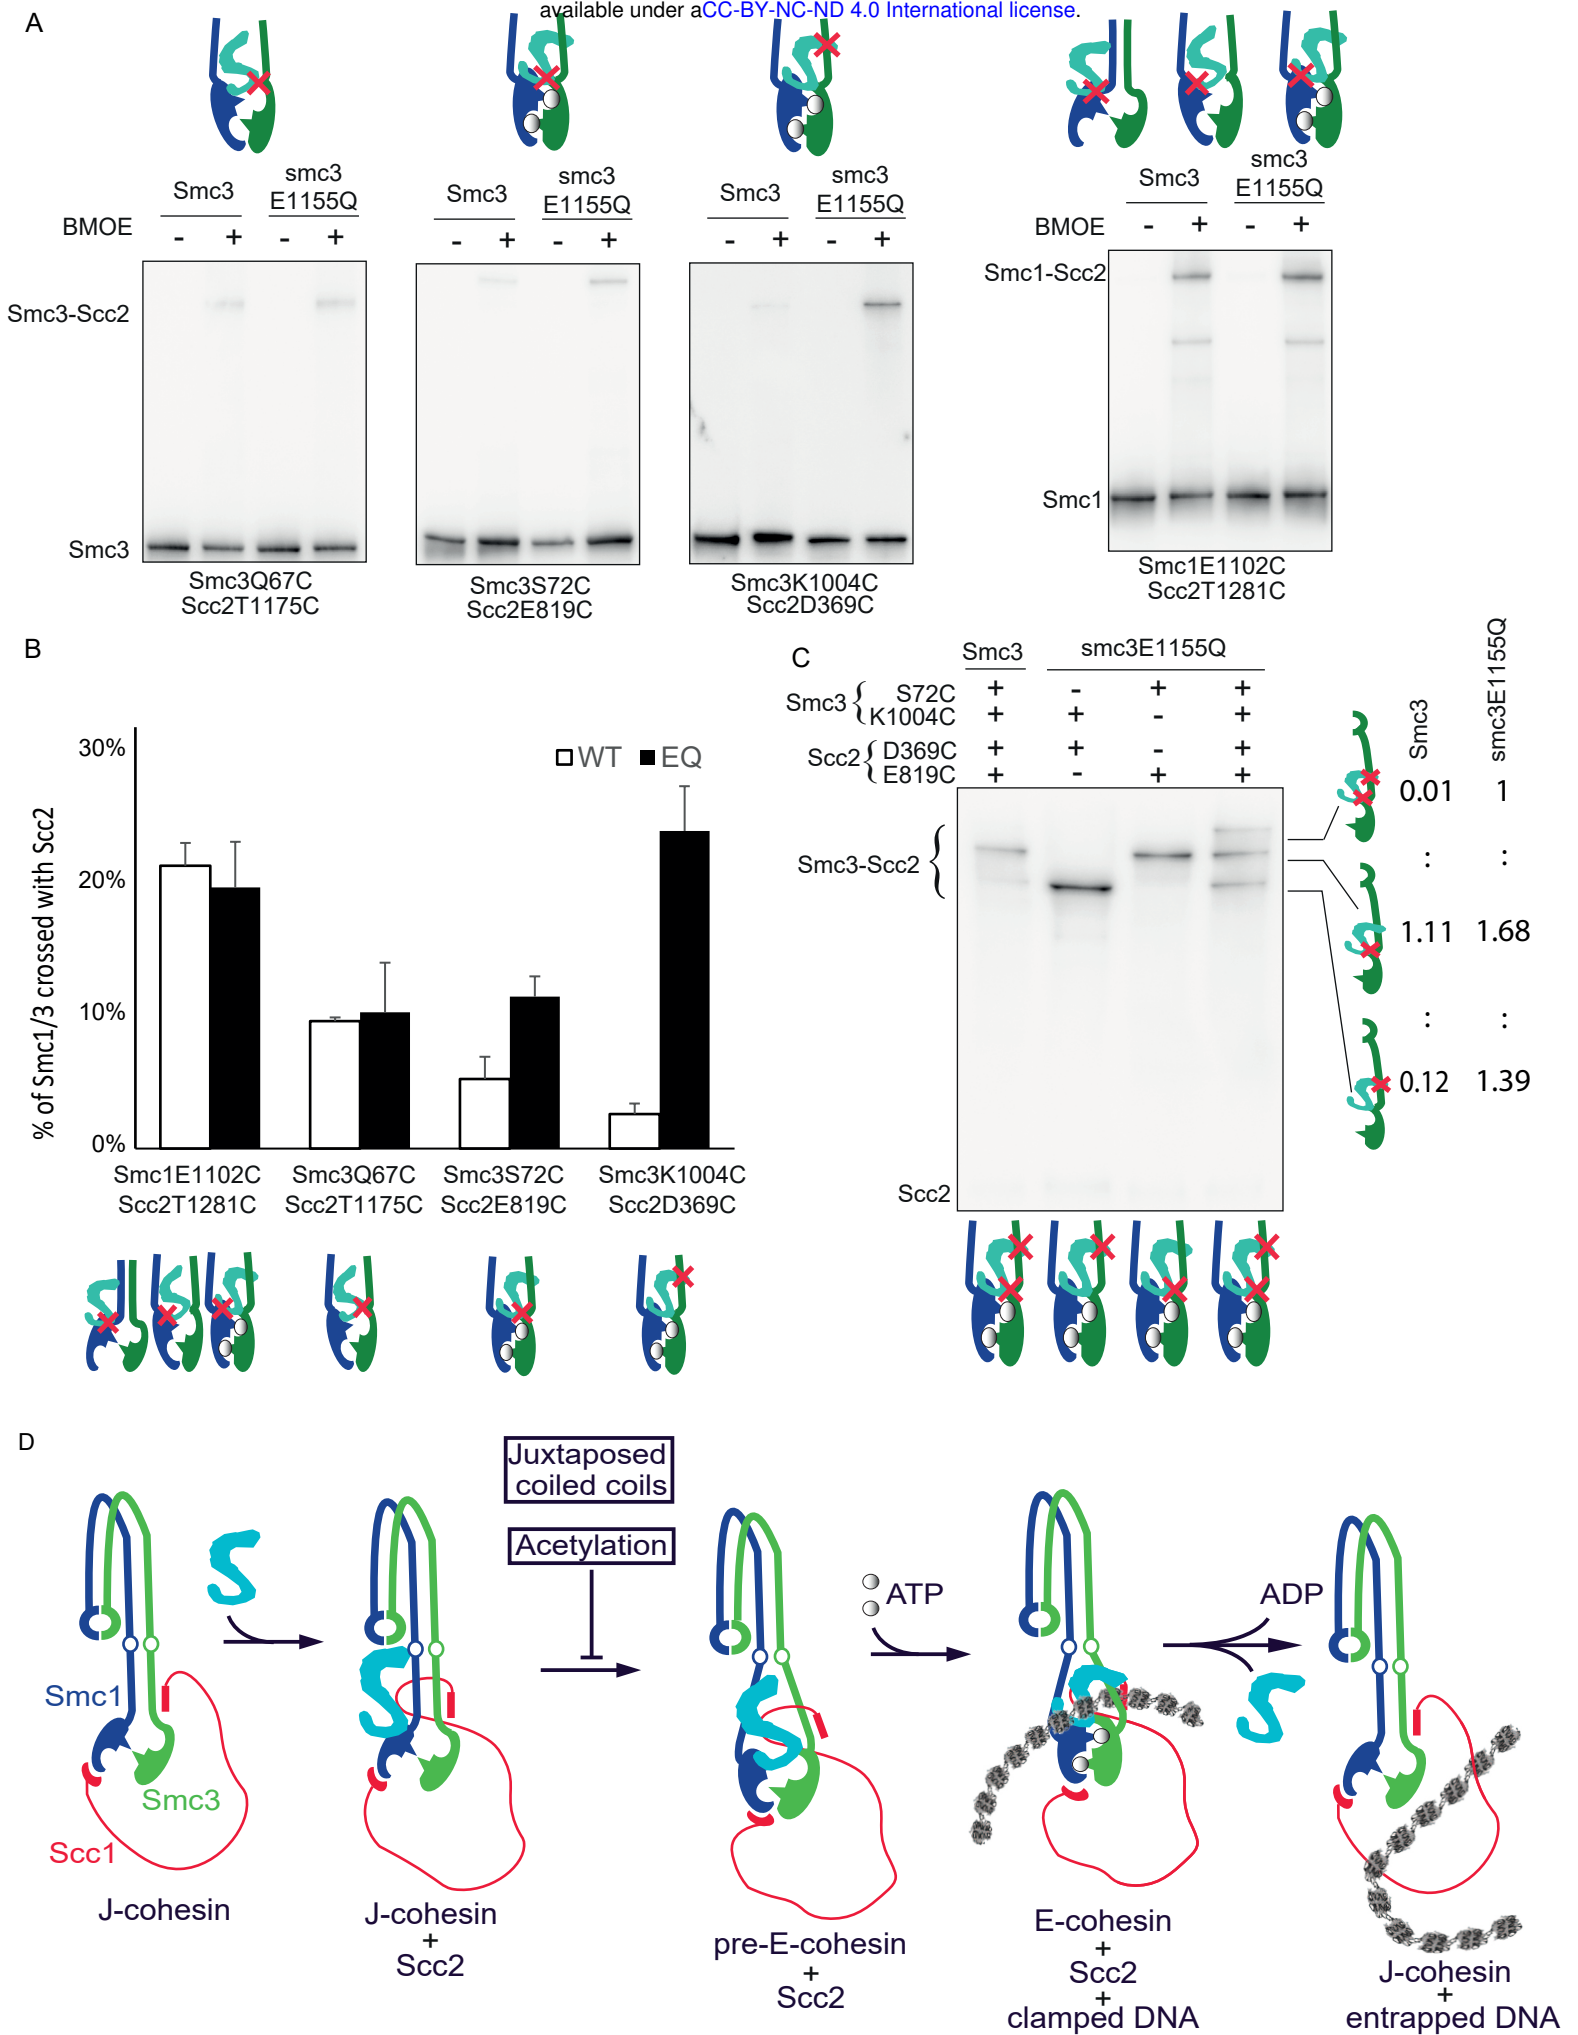 available under aCC-BY-NC-ND 4.0 International license.
A
Smc3
smc3
E1155Q
BMOE
- + - +
Smc3-Scc2
Smc3
Smc3Q67C
Scc2T1175C
Smc3
smc3
E1155Q
- + - +
Smc3S72C
Scc2E819C
Smc3
smc3
E1155Q
- + - +
Smc3K1004C
Scc2D369C
Smc3
smc3
E1155Q
BMOE
- + - +
Smc1-Scc2
Smc1
Smc1E1102C
Scc2T1281C
B
% of Smc1/3 crossed with Scc2
30%
20%
10%
0%
WT EQ
Smc1E1102C
Scc2T1281C
Smc3Q67C
Scc2T1175C
Smc3S72C
Scc2E819C
Smc3K1004C
Scc2D369C
C
Smc3 smc3E1155Q
Smc3 { S72C + - + +
K1004C + + - +
Scc2 { D369C + + - +
E819C + - + +
Smc3-Scc2 {
Scc2
Smc3 smc3E1155Q
0.01 1
: :
1.11 1.68
: :
0.12 1.39
D
Smc1
Smc3
Scc1
J-cohesin
J-cohesin
+
Scc2
Juxtaposed
coiled coils
Acetylation
pre-E-cohesin
+
Scc2
ATP
E-cohesin
+
Scc2
+
clamped DNA
ADP
J-cohesin
+
entrapped DNA